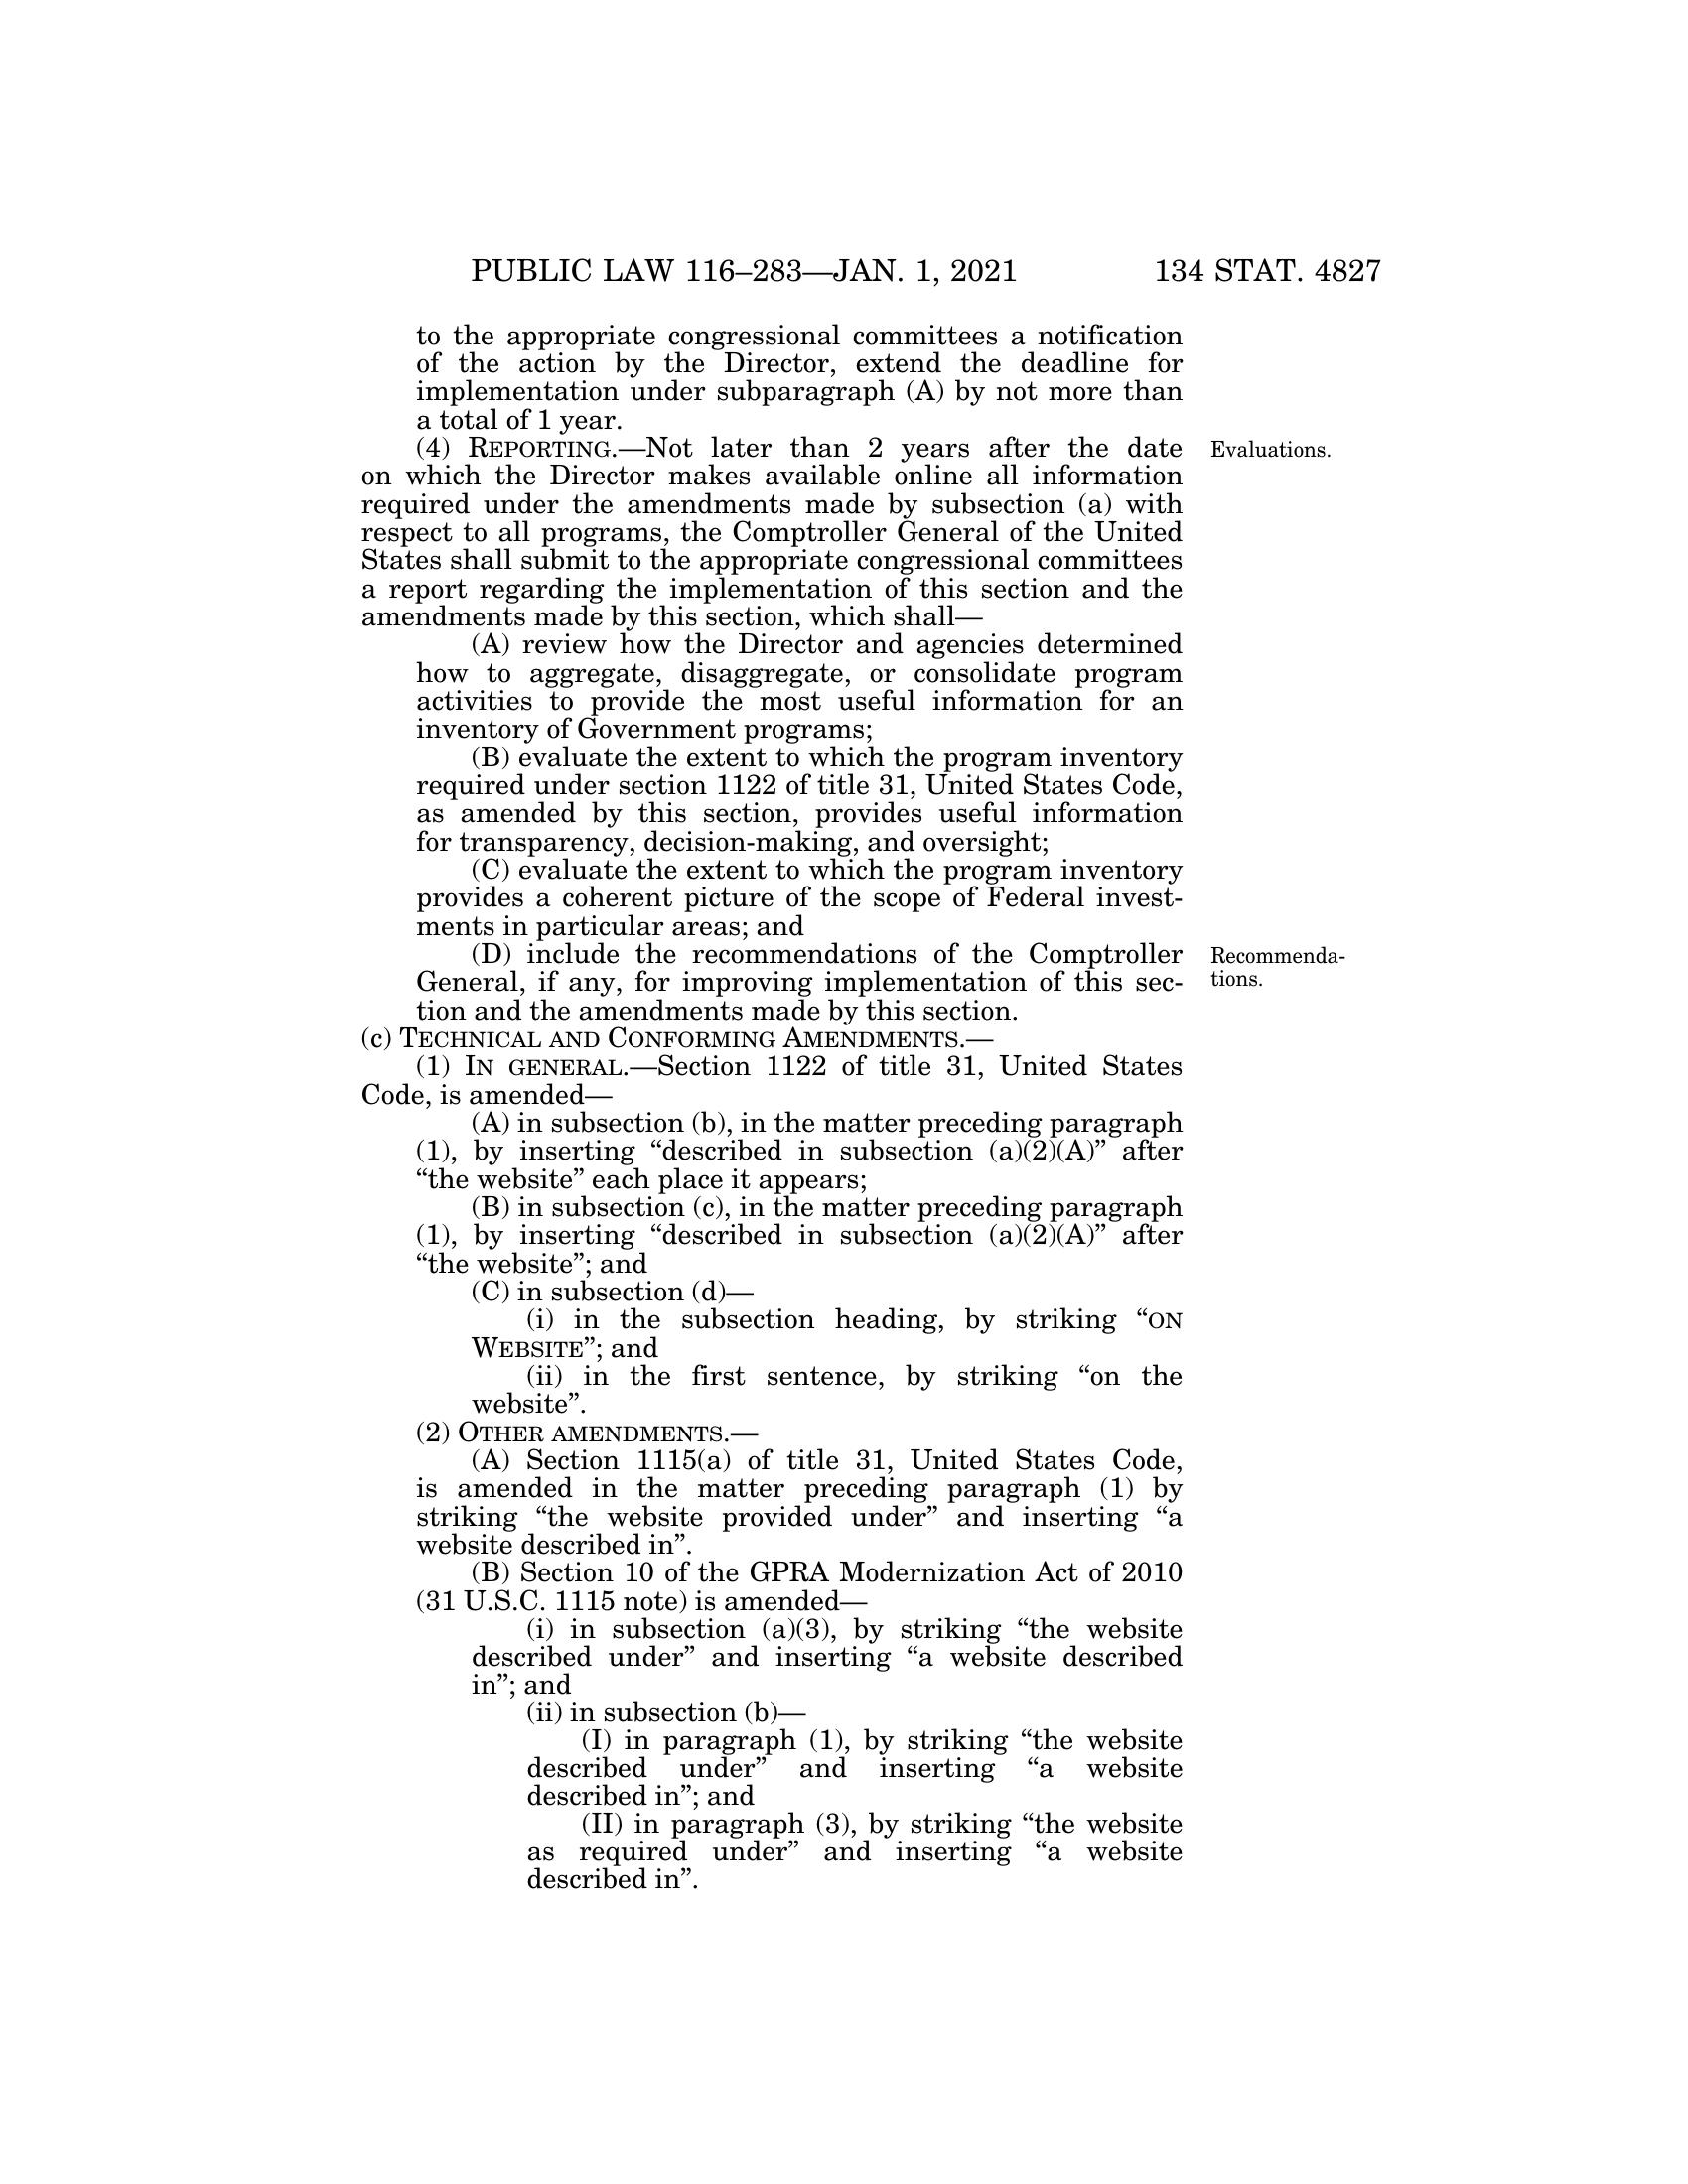 PUBLIC LAW 116–283—JAN. 1, 2021 134 STAT. 4827
to the appropriate congressional committees a notification
of the action by the Director, extend the deadline for
implementation under subparagraph (A) by not more than
a total of 1 year.
(4) REPORTING.—Not later than 2 years after the date
Evaluations.
on which the Director makes available online all information
required under the amendments made by subsection (a) with
respect to all programs, the Comptroller General of the United
States shall submit to the appropriate congressional committees
a report regarding the implementation of this section and the
amendments made by this section, which shall—
(A) review how the Director and agencies determined
how to aggregate, disaggregate, or consolidate program
activities to provide the most useful information for an
inventory of Government programs;
(B) evaluate the extent to which the program inventory
required under section 1122 of title 31, United States Code,
as amended by this section, provides useful information
for transparency, decision-making, and oversight;
(C) evaluate the extent to which the program inventory
provides a coherent picture of the scope of Federal invest-
ments in particular areas; and
(D) include the recommendations of the Comptroller
General, if any, for improving implementation of this sec-
tion and the amendments made by this section.
Recommenda-
tions.
(c) TECHNICAL AND CONFORMING AMENDMENTS.—
(1) IN GENERAL.—Section 1122 of title 31, United States
Code, is amended—
(A) in subsection (b), in the matter preceding paragraph
(1), by inserting “described in subsection (a)(2)(A)” after
“the website” each place it appears;
(B) in subsection (c), in the matter preceding paragraph
(1), by inserting “described in subsection (a)(2)(A)” after
“the website”; and
(C) in subsection (d)—
(i) in the subsection heading, by striking “ON
WEBSITE”; and
(ii) in the first sentence, by striking “on the
website”.
(2) OTHER AMENDMENTS.—
(A) Section 1115(a) of title 31, United States Code,
is amended in the matter preceding paragraph (1) by
striking “the website provided under” and inserting “a
website described in”.
(B) Section 10 of the GPRA Modernization Act of 2010
(31 U.S.C. 1115 note) is amended—
(i) in subsection (a)(3), by striking “the website
described under” and inserting “a website described
in”; and
(ii) in subsection (b)—
(I) in paragraph (1), by striking “the website
described under” and inserting “a website
described in”; and
(II) in paragraph (3), by striking “the website
as required under” and inserting “a website
described in”.